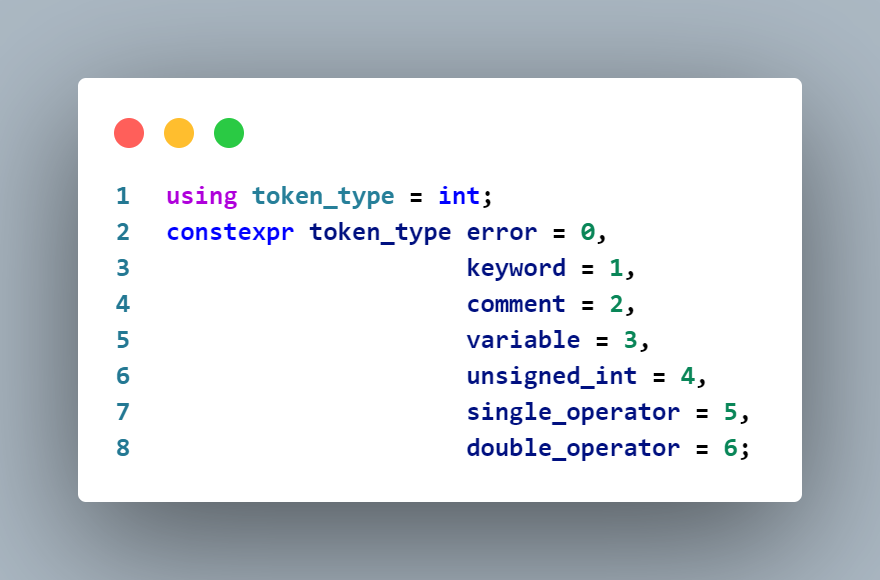 1 using token_type = int;
2 constexpr token_type error = 0,
3 keyword = 1,
4 comment = 2,
5 variable = 3,
6 unsigned_int = 4,
7 single_operator = 5,
8 double_operator = 6;